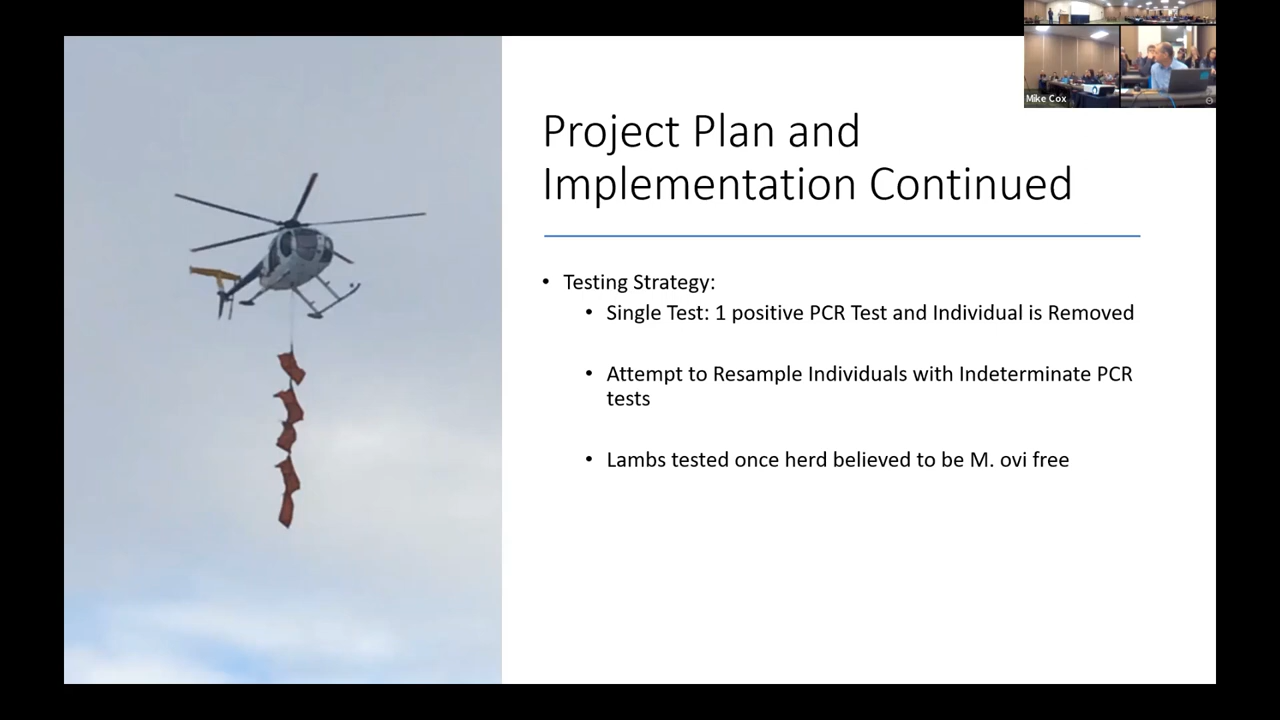 Mike Cox
Project Plan and
Implementation Continued
• Testing Strategy:
• Single Test: 1 positive PCR Test and Individual is Removed
• Attempt to Resample Individuals with Indeterminate PCR
tests
• Lambs tested once herd believed to be M. ovi free